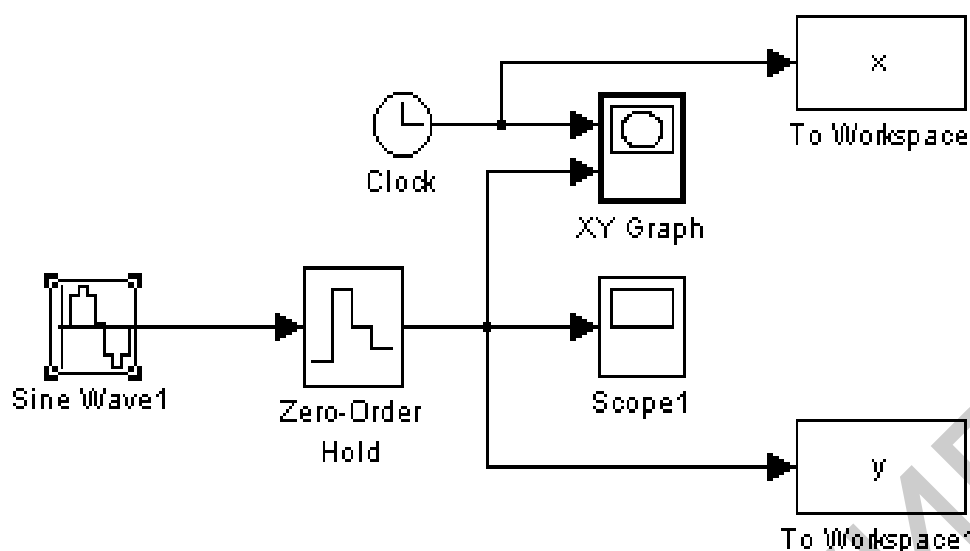 x
To Workspace
Clock
XY Graph
Sine Wave1
Zero-Order
Hold
Scope1
y
To Workspace1